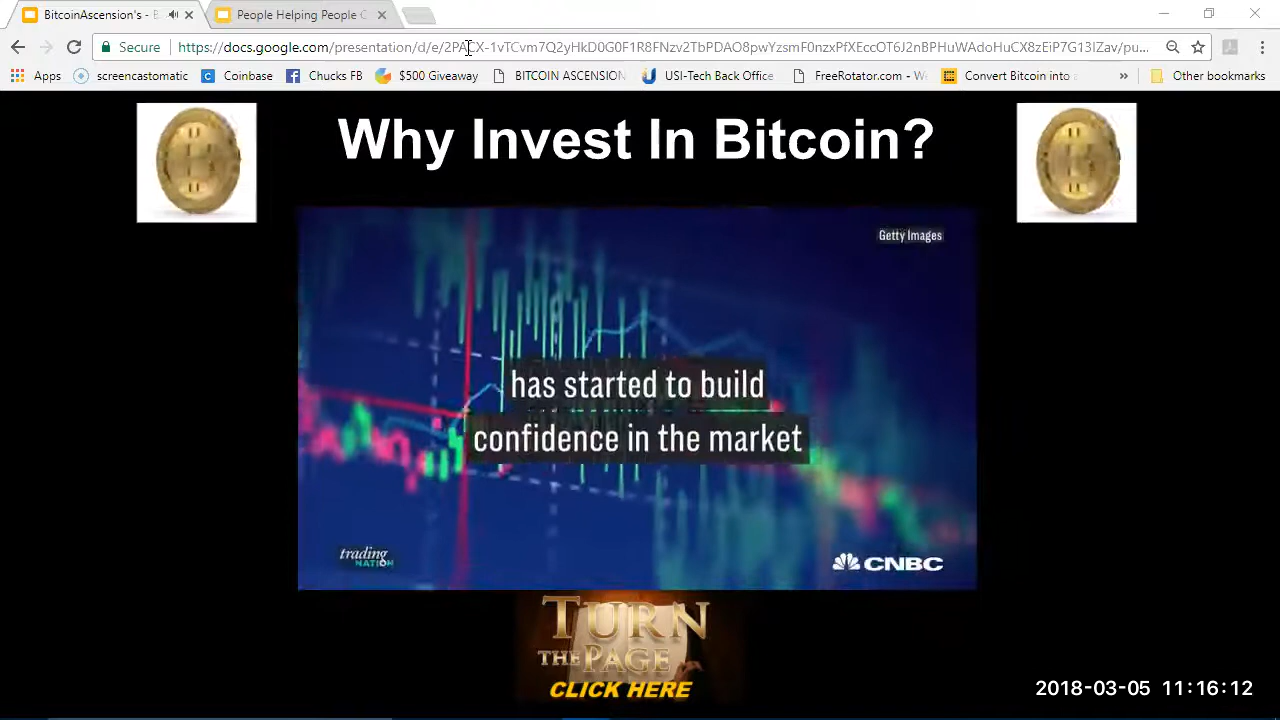 BitcoinAscension's - B
People Helping People C
Secure
https://docs.google.com/presentation/d/e/
Apps
screencastomatic
Coinbase
Chucks FB
$500 Giveaway
BITCOIN ASCENSION
USI-Tech Back Office
FreeRotator.com - We
Convert Bitcoin into
»
Other bookmarks
Why Invest In Bitcoin?
Getty Images
has started to build
confidence in the market
trading
NATION
CNBC
TURN
THE PAGE
CLICK HERE
2018-03-05 11:16:12